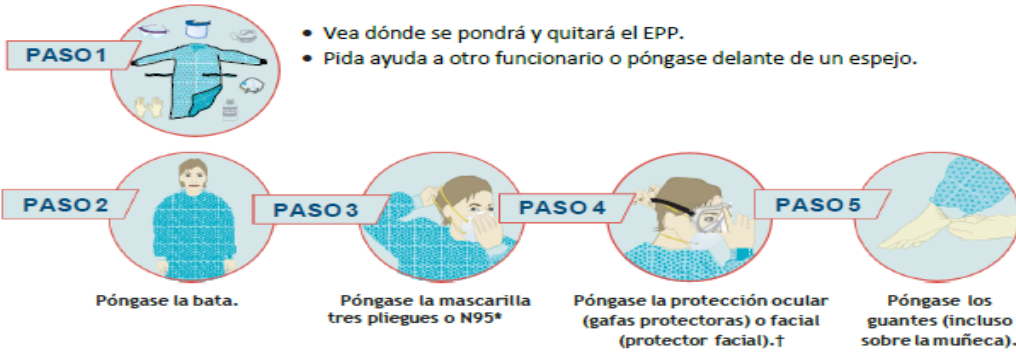 PASO 1
• Vea dónde se pondrá y quitará el EPP.
• Pida ayuda a otro funcionario o póngase delante de un espejo.
PASO 2
Póngase la bata.
PASO 3
Póngase la mascarilla
tres pliegues o N95*
PASO 4
Póngase la protección ocular
(gafas protectoras) o facial
(protector facial).†
PASO 5
Póngase los
guantes (incluso
sobre la muñeca).